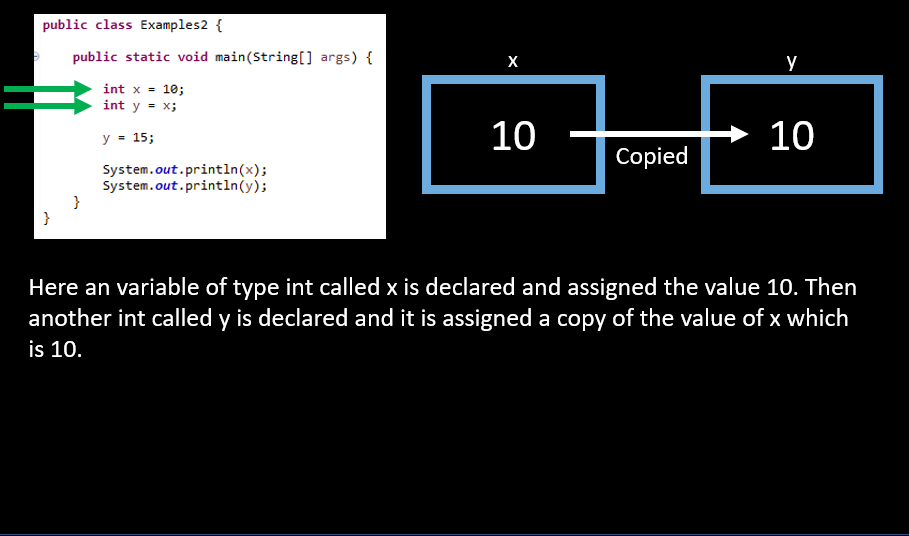 public class Examples2 {
public static void main(String[] args) {
int x = 10;
int y = x;
y = 15;
System.out.println(x);
System.out.println(y);
}
}
x
y
10
Copied
10
Here an variable of type int called x is declared and assigned the value 10. Then
another int called y is declared and it is assigned a copy of the value of x which
is 10.